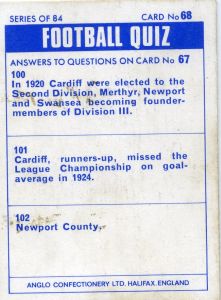 SERIES OF 84 CARD No 68
FOOTBALL QUIZ
ANSWERS TO QUESTIONS ON CARD No 67
100
In 1920 Cardiff were elected to the
Second Division, Merthyr, Newport
and Swansea becoming founder-
members of Division III.
101
Cardiff, runners-up, missed the
League Championship on goal-
average in 1924.
102
Newport County.
ANGLO CONFECTIONERY LTD. HALIFAX. ENGLAND